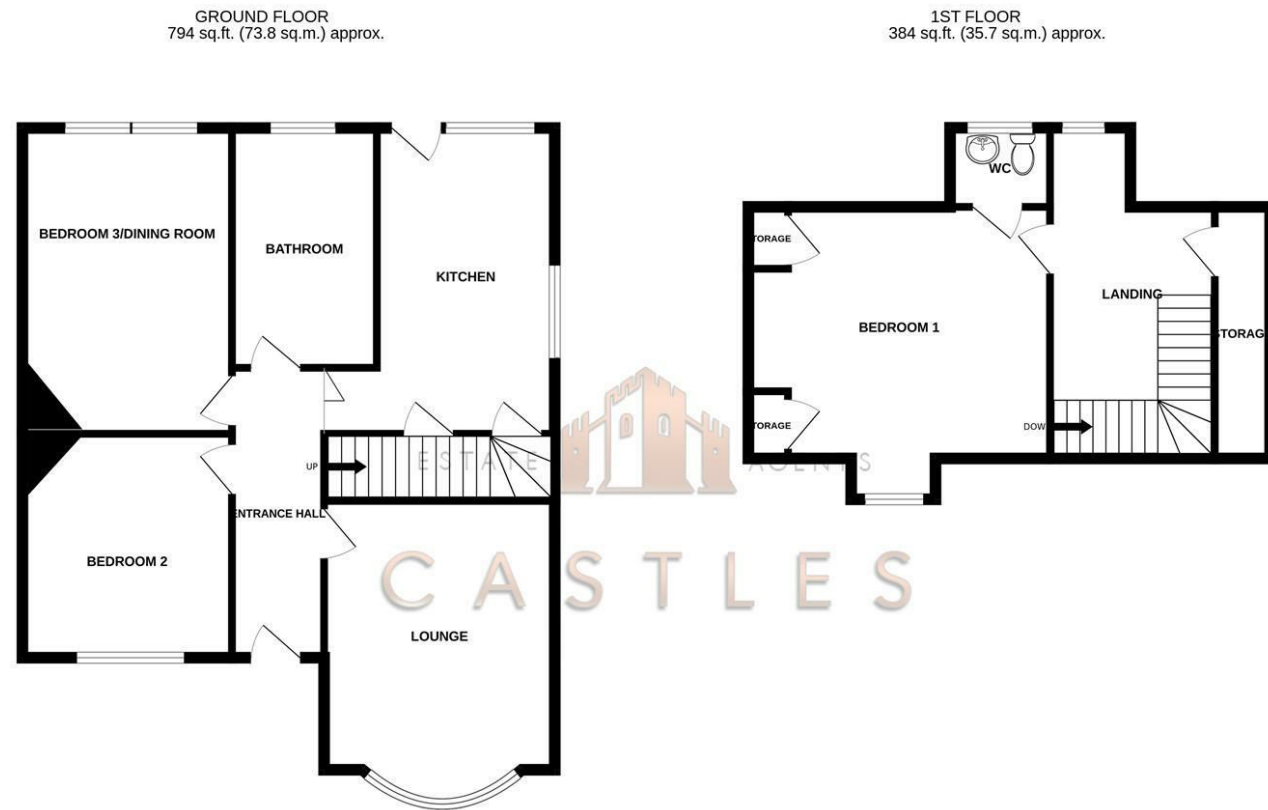 GROUND FLOOR
794 sq.ft. (73.8 sq.m.) approx.
1ST FLOOR
384 sq.ft. (35.7 sq.m.) approx.
BEDROOM 3/DINING ROOM
BATHROOM
KITCHEN
UP
ENTRANCE HALL
BEDROOM 2
LOUNGE
WC
TORAGE
BEDROOM 1
LANDING
STORAG
TORAGE
DOW
ESTATE AGENTS
CASTLES